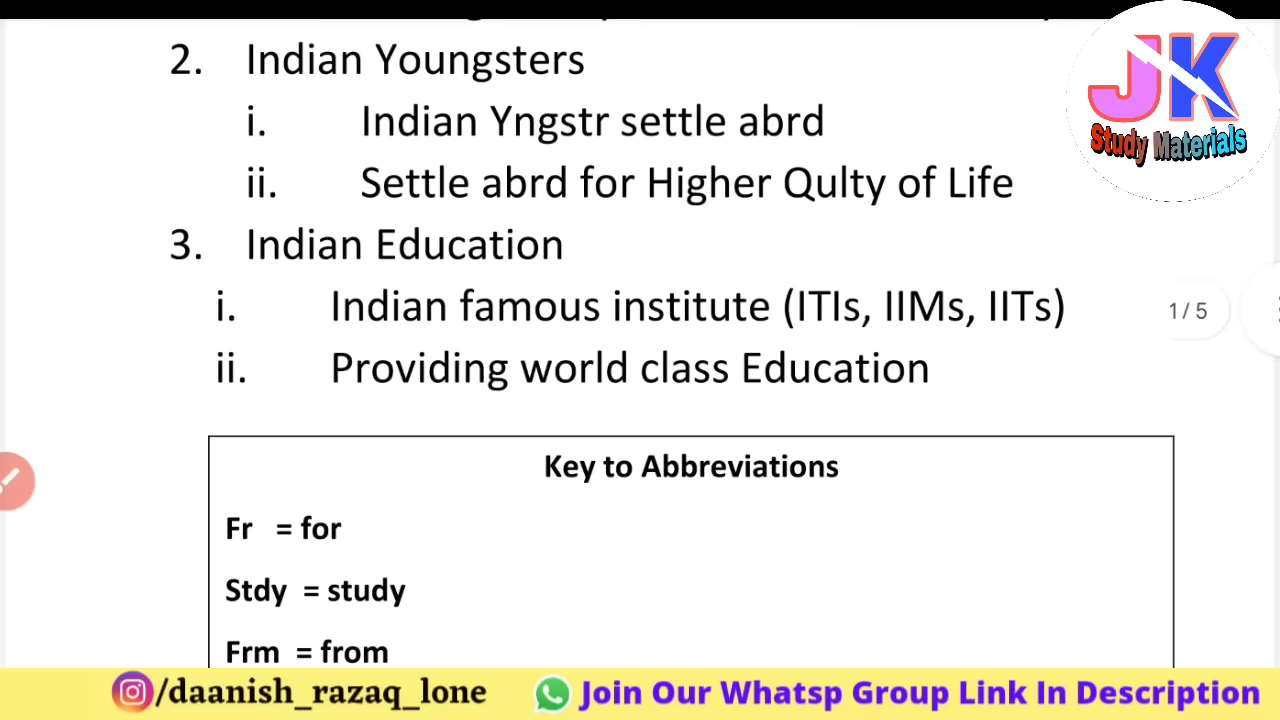 2. Indian Youngsters
i. Indian Yngstr settle abrd
ii. Settle abrd for Higher Qulty of Life
3. Indian Education
i. Indian famous institute (ITIs, IIMs, IITs)
ii. Providing world class Education
Key to Abbreviations
Fr = for
Stdy = study
Frm = from
JK
Study Materials
1 / 5
/daanish_razaq_lone
Join Our Whatsp Group Link In Description